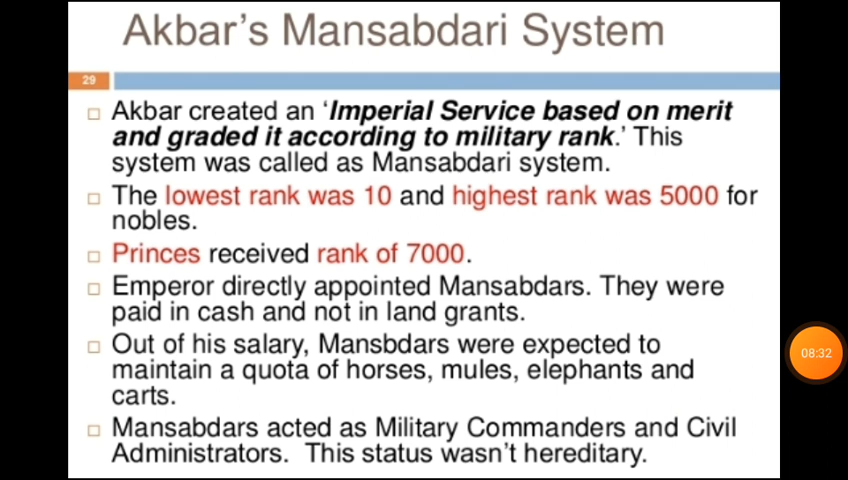 Akbar's Mansabdari System
29
Akbar created an ‘Imperial Service based on merit
and graded it according to military rank.’ This
system was called as Mansabdari system.
The lowest rank was 10 and highest rank was 5000 for
nobles.
Princes received rank of 7000.
Emperor directly appointed Mansabdars. They were
paid in cash and not in land grants.
Out of his salary, Mansbdars were expected to
maintain a quota of horses, mules, elephants and
carts.
Mansabdars acted as Military Commanders and Civil
Administrators. This status wasn't hereditary.
08:32